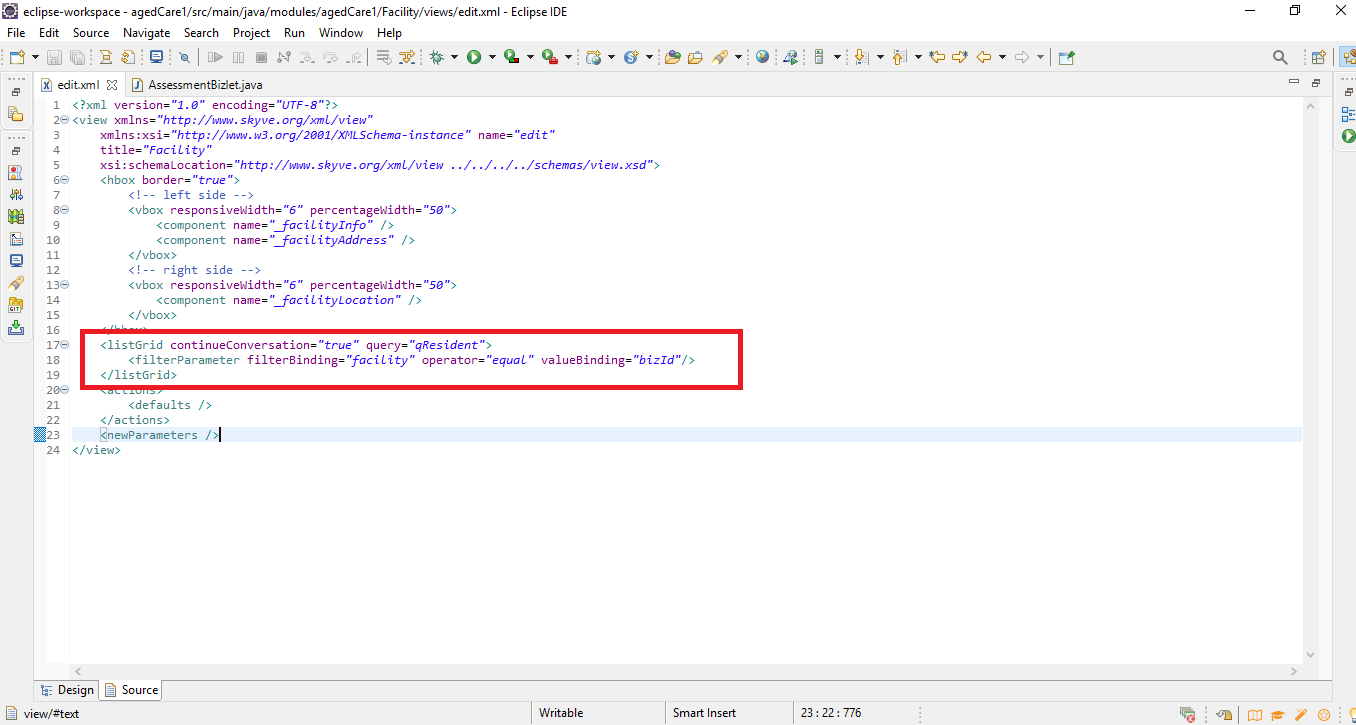 eclipse-workspace - agedCare1/src/main/java/modules/agedCare1/Facility/views/edit.xml - Eclipse IDE
File Edit Source Navigate Search Project Run Window Help
edit.xml AssessmentBizlet.java
1 <?xml version="1.0" encoding="UTF-8"?>
2 <view xmlns="http://www.skyve.org/xml/view"
3 xmlns:xsi="http://www.w3.org/2001/XMLSchema-instance" name="edit"
4 title="Facility"
5 xsi:schemaLocation="http://www.skyve.org/xml/view ../../../../schemas/view.xsd">
6 <hbox border="true">
7 <!-- left side -->
8 <vbox responsiveWidth="6" percentageWidth="50">
9 <component name="_facilityInfo" />
10 <component name="_facilityAddress" />
11 </vbox>
12 <!-- right side -->
13 <vbox responsiveWidth="6" percentageWidth="50">
14 <component name="_facilityLocation" />
15 </vbox>
16 </hbox>
17 <listGrid continueConversation="true" query="qResident">
18 <filterParameter filterBinding="facility" operator="equal" valueBinding="bizId"/>
19 </listGrid>
20 <actions>
21 <defaults />
22 </actions>
23 <newParameters />
24 </view>
Design Source
view/#text Writable Smart Insert 23 : 22 : 776